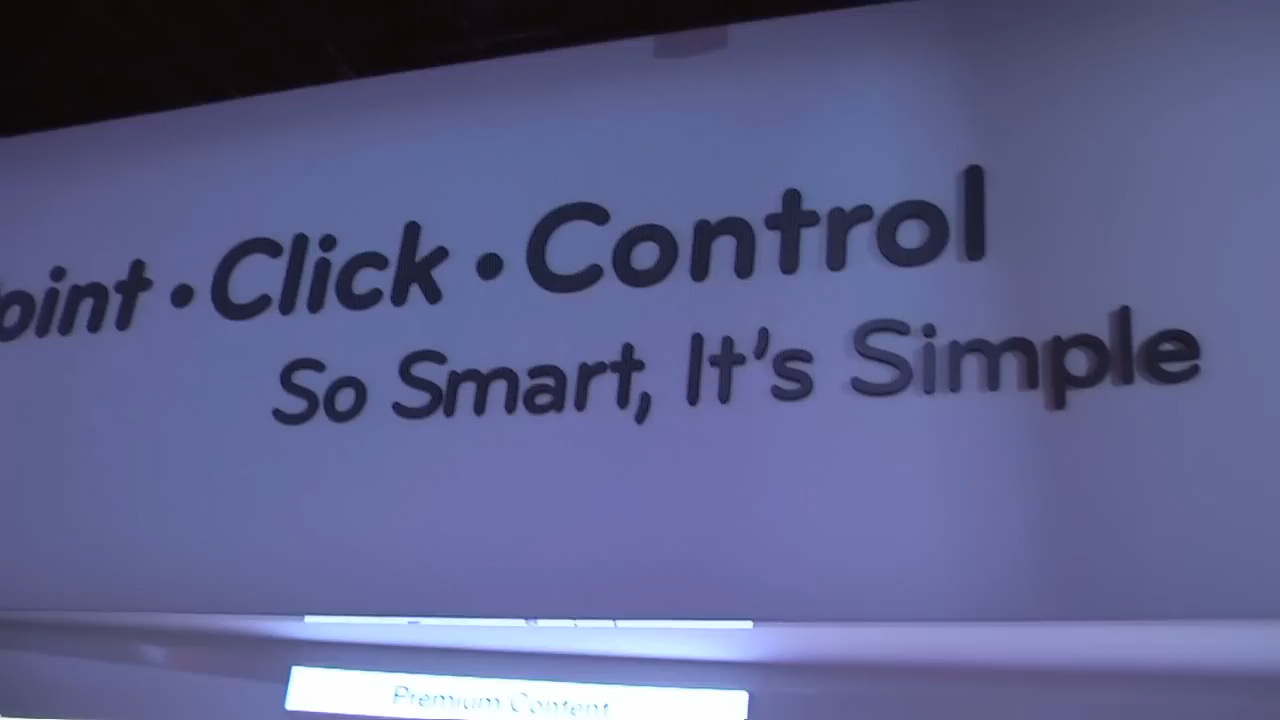 oint · Click · Control
So Smart, It's Simple
Premium Content